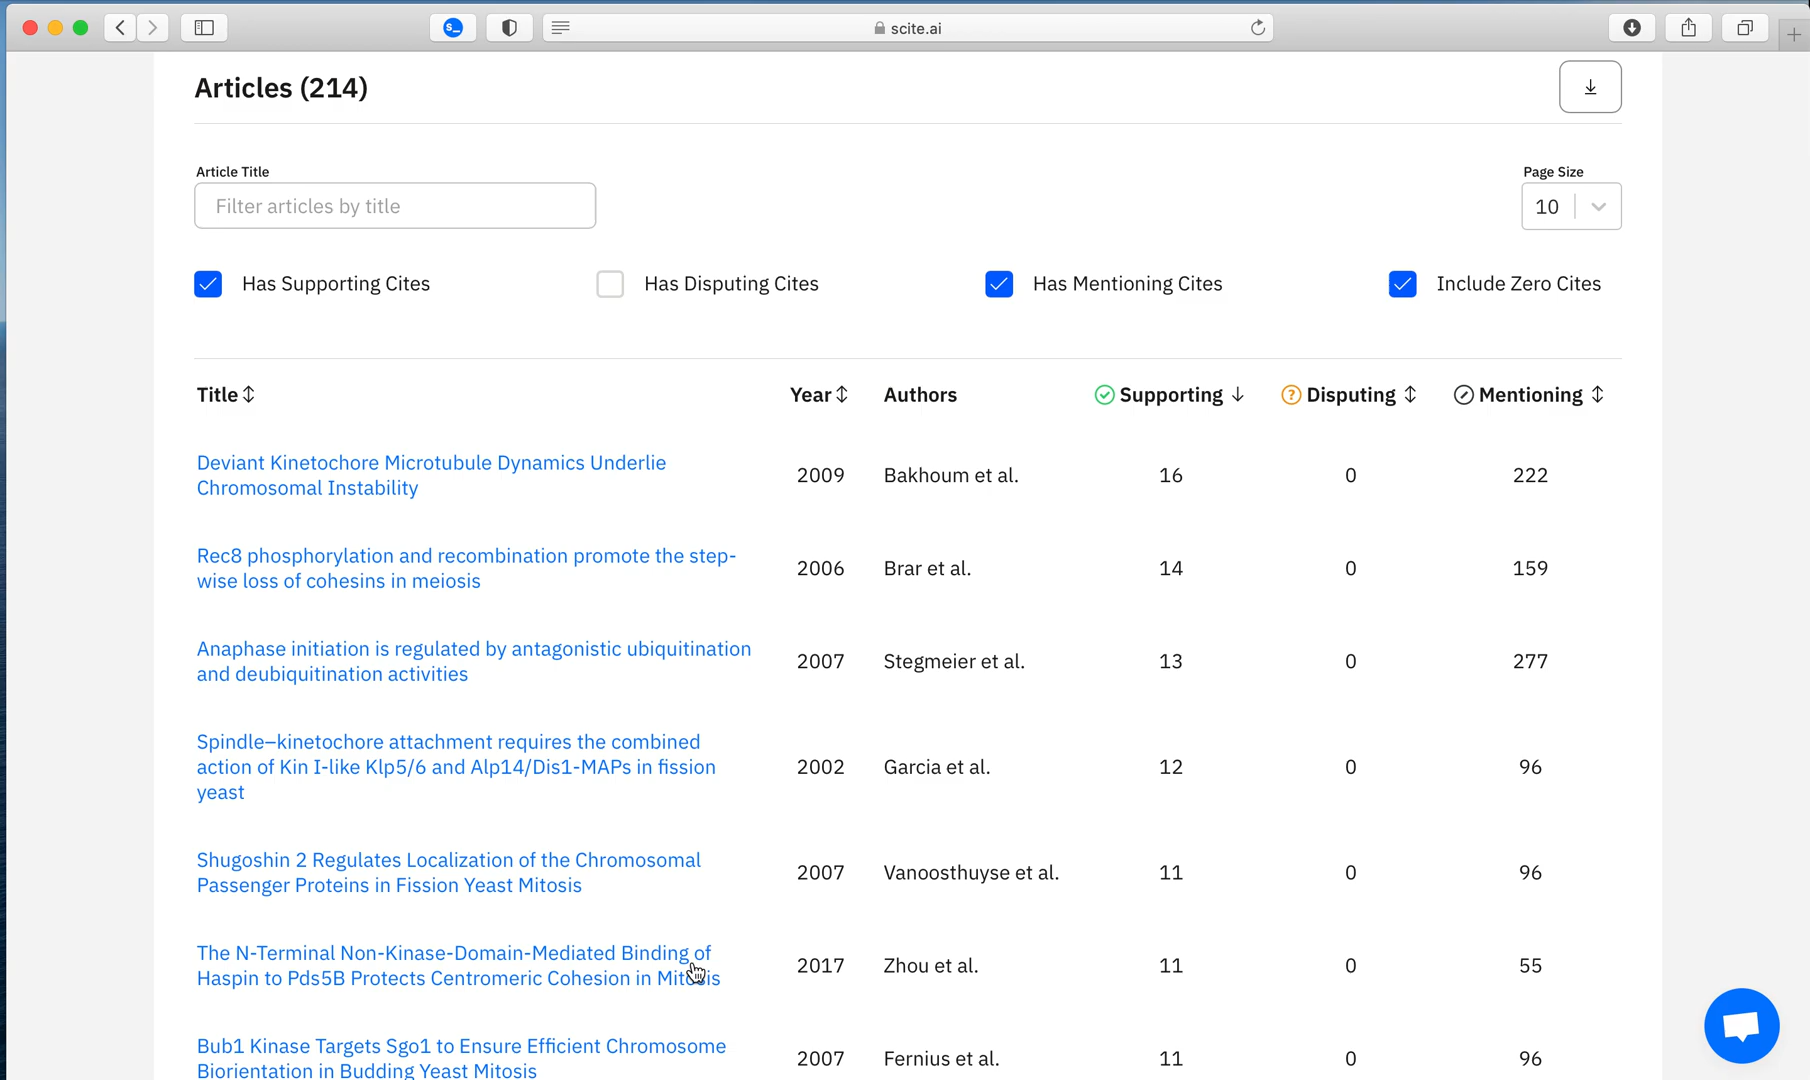 S_
scite.ai
Articles (214)
Article Title
Page Size
Filter articles by title
10
Has Supporting Cites
Has Disputing Cites
Has Mentioning Cites
Include Zero Cites
Title Year Authors Supporting Disputing Mentioning
Deviant Kinetochore Microtubule Dynamics Underlie
Chromosomal Instability
2009 Bakhoum et al. 16 0 222
Rec8 phosphorylation and recombination promote the step-
wise loss of cohesins in meiosis
2006 Brar et al. 14 0 159
Anaphase initiation is regulated by antagonistic ubiquitination
and deubiquitination activities
2007 Stegmeier et al. 13 0 277
Spindle–kinetochore attachment requires the combined
action of Kin I-like Klp5/6 and Alp14/Dis1-MAPs in fission
yeast
2002 Garcia et al. 12 0 96
Shugoshin 2 Regulates Localization of the Chromosomal
Passenger Proteins in Fission Yeast Mitosis
2007 Vanoosthuyse et al. 11 0 96
The N-Terminal Non-Kinase-Domain-Mediated Binding of
Haspin to Pds5B Protects Centromeric Cohesion in Mitosis
2017 Zhou et al. 11 0 55
Bub1 Kinase Targets Sgo1 to Ensure Efficient Chromosome
Biorientation in Budding Yeast Mitosis
2007 Fernius et al. 11 0 96